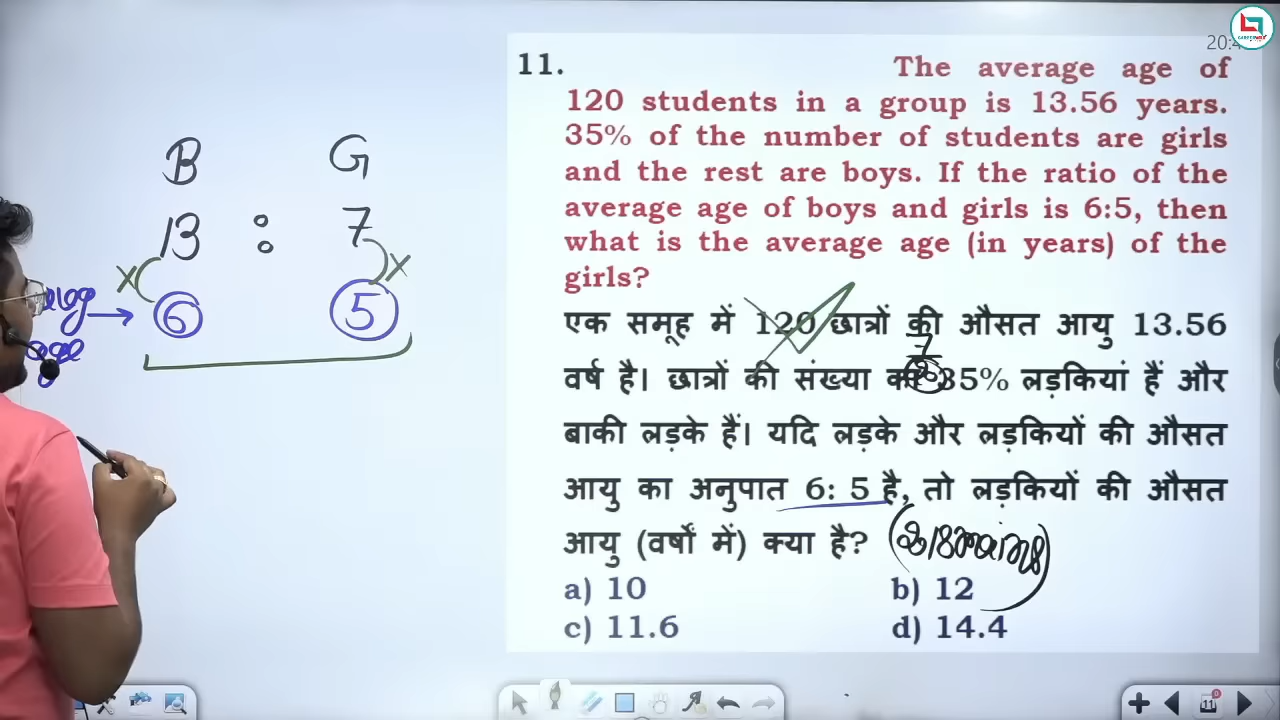 B G
13 : 7
x x
→ 6 5
age
20:4
11. The average age of
120 students in a group is 13.56 years.
35% of the number of students are girls
and the rest are boys. If the ratio of the
average age of boys and girls is 6:5, then
what is the average age (in years) of the
girls?
एक समूह में 120 छात्रों की औसत आयु 13.56
7
20
वर्ष है। छात्रों की संख्या का 35% लड़कियां हैं और
बाकी लड़के हैं। यदि लड़के और लड़कियों की औसत
आयु का अनुपात 6: 5 है, तो लड़कियों की औसत
आयु (वर्षों में) क्या है?
a) 10 b) 12
c) 11.6 d) 14.4
11